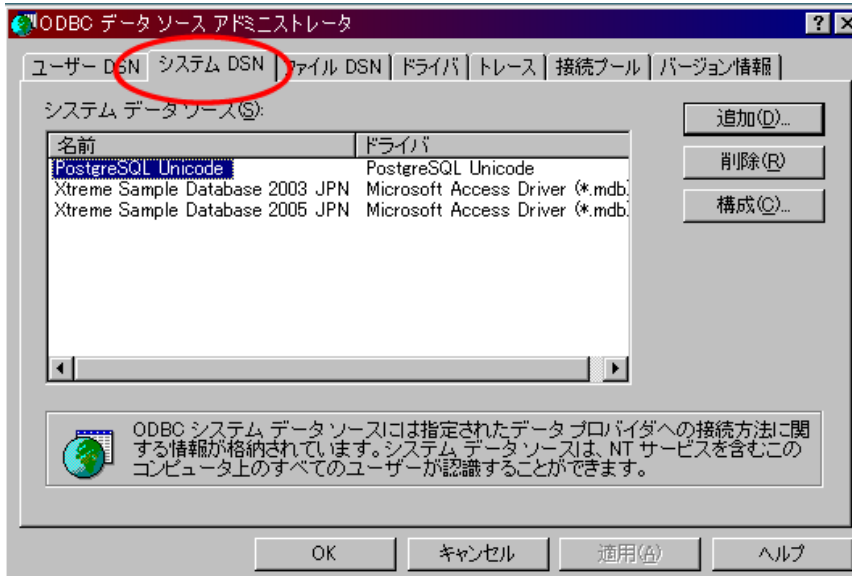 ODBC データ ソース アドミニストレータ
ユーザー DSN システム DSN ファイル DSN ドライバ トレース 接続プール バージョン情報
システム データ ソース(S):
追加(D)...
名前 ドライバ
PostgreSQL Unicode PostgreSQL Unicode
削除(R)
Xtreme Sample Database 2003 JPN Microsoft Access Driver (*.mdb)
Xtreme Sample Database 2005 JPN Microsoft Access Driver (*.mdb)
構成(C)...
ODBC システム データ ソースには指定されたデータ プロバイダへの接続方法に関
する情報が格納されています。システム データ ソースは、NT サービスを含むこの
コンピュータ上のすべてのユーザーが認識することができます。
OK キャンセル 適用(A) ヘルプ